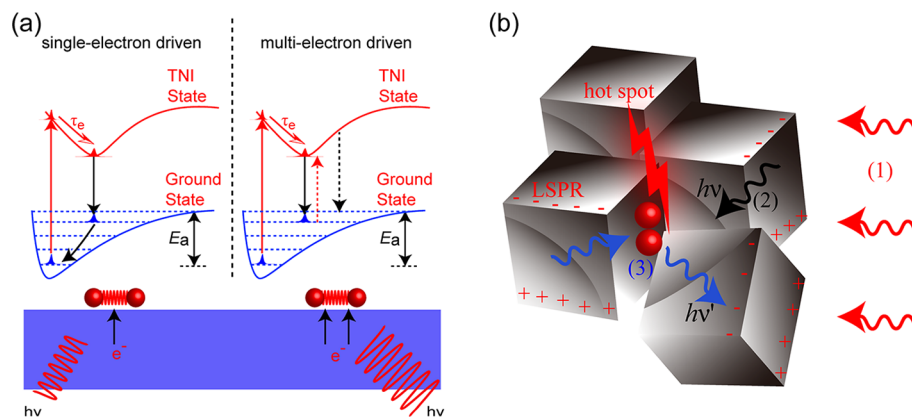 (a)
single-electron driven
multi-electron driven
TNI
State
τe
Ground
State
Ea
e-
hν
TNI
State
τe
Ground
State
Ea
e-
hν
(b)
hot spot
LSPR
hν
(1)
(2)
(3)
hν'
- - - - -
+ + + + +
- - -
+ + + +
- - - -
+ + + +